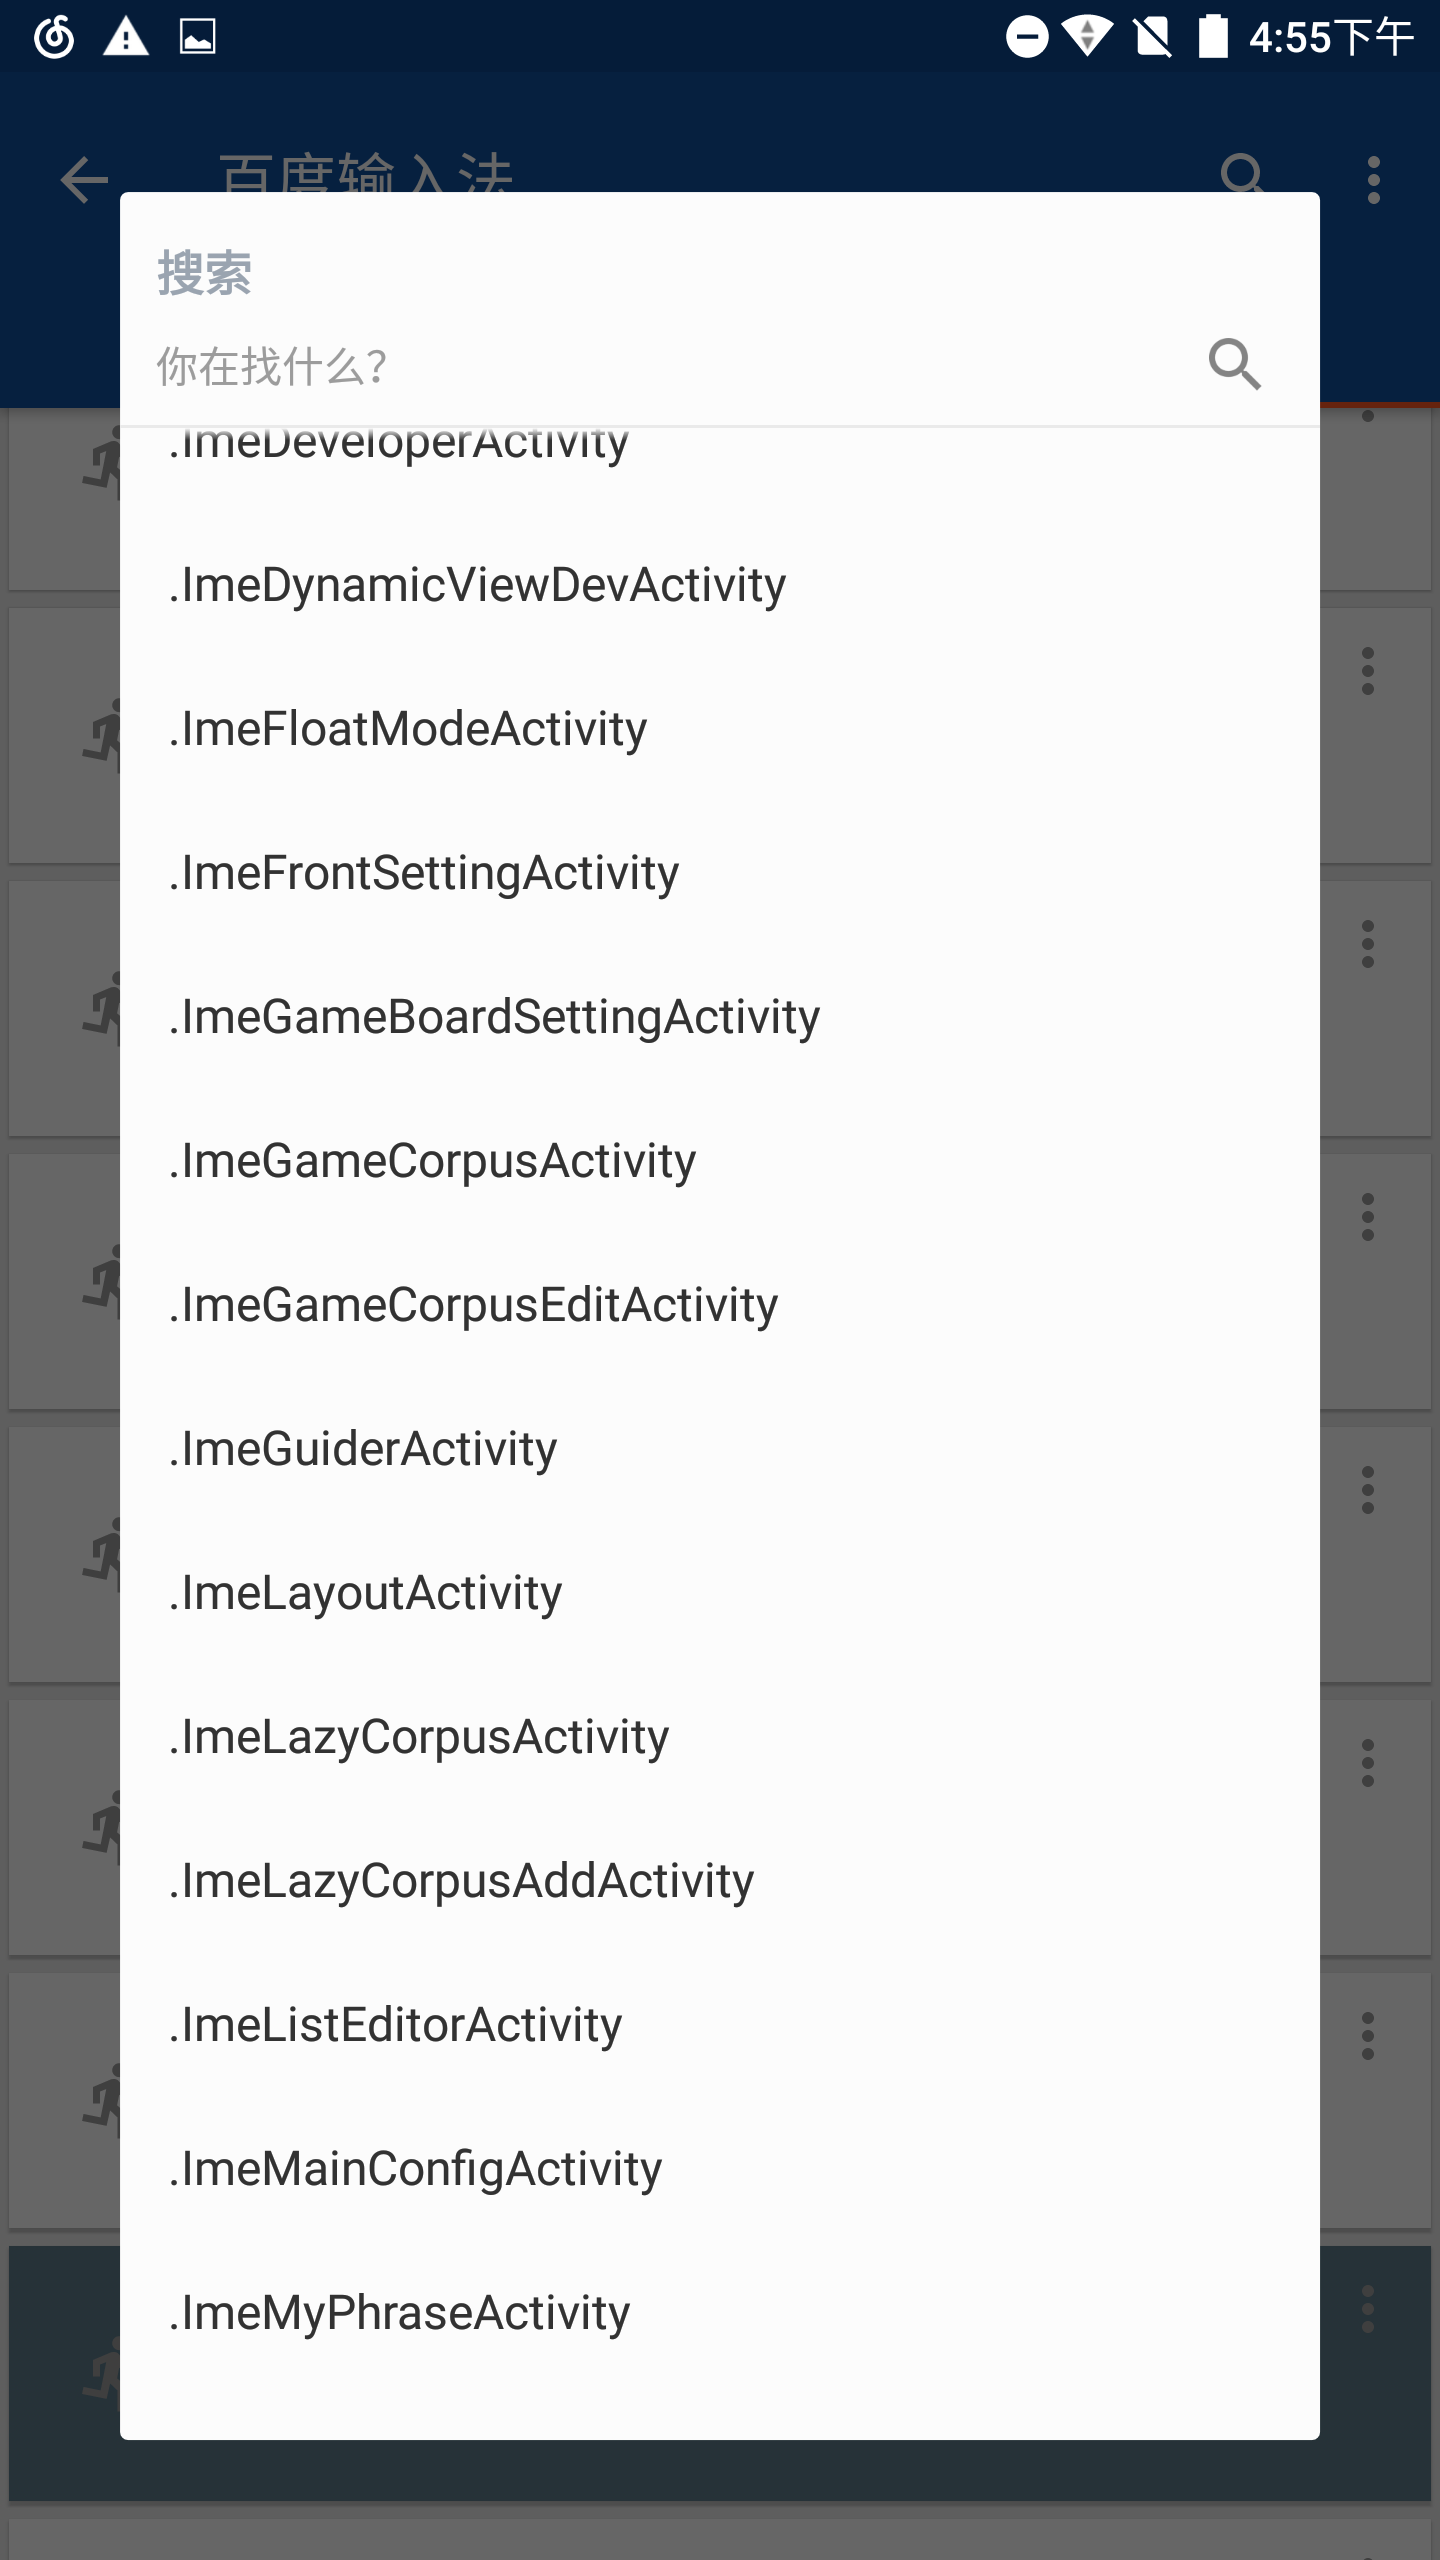 4:55下午
百度输入法
搜索
你在找什么?
.ImeDeveloperActivity
.ImeDynamicViewDevActivity
.ImeFloatModeActivity
.ImeFrontSettingActivity
.ImeGameBoardSettingActivity
.ImeGameCorpusActivity
.ImeGameCorpusEditActivity
.ImeGuiderActivity
.ImeLayoutActivity
.ImeLazyCorpusActivity
.ImeLazyCorpusAddActivity
.ImeListEditorActivity
.ImeMainConfigActivity
.ImeMyPhraseActivity